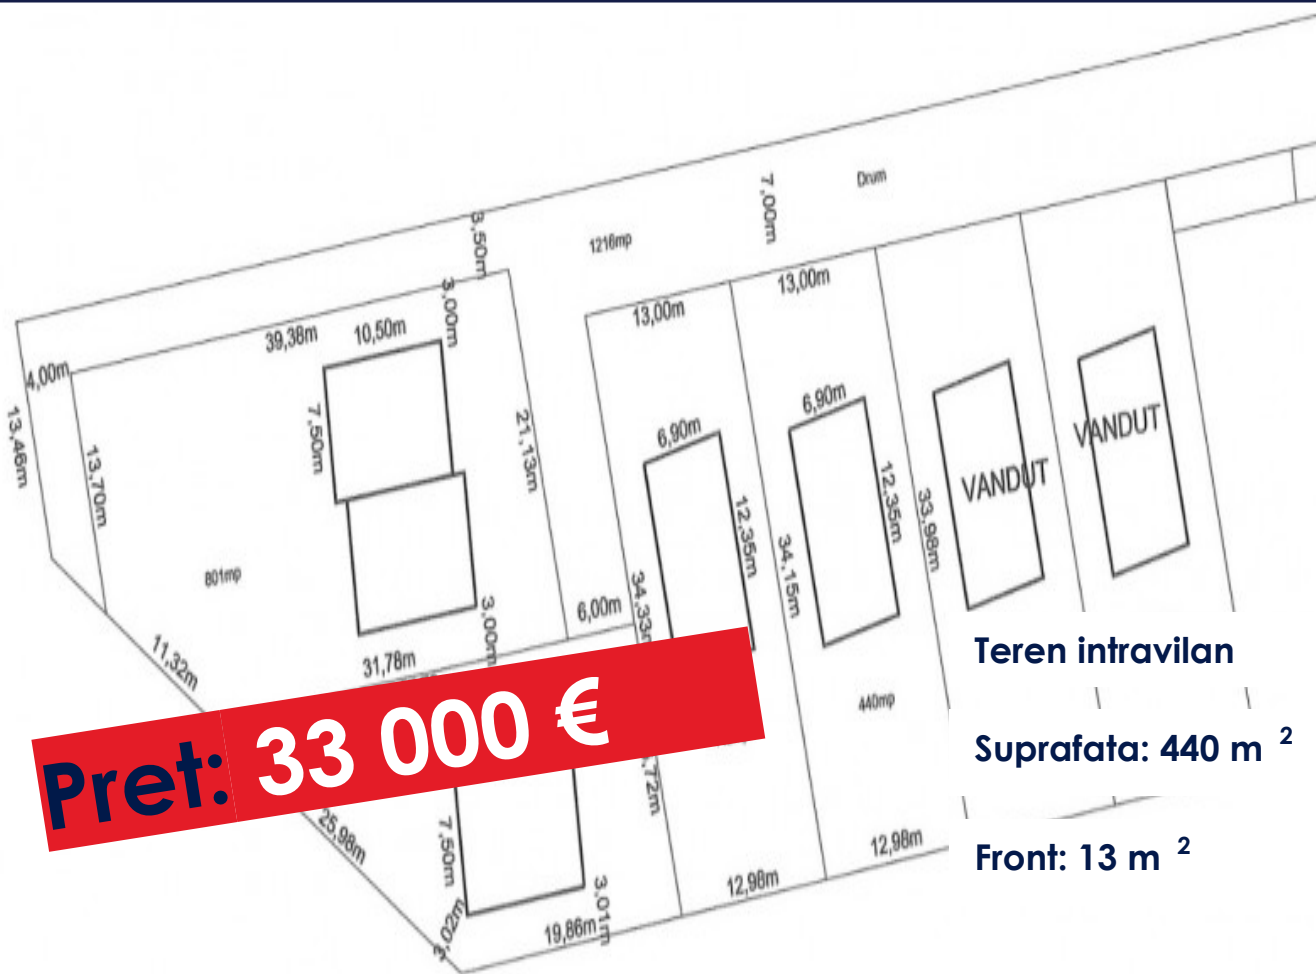 Drum
7,00m
1216mp
3,50m
3,00m
13,00m
13,00m
39,38m
10,50m
4,00m
13,46m
13,70m
7,50m
21,13m
6,90m
6,90m
12,35m
12,35m
33,98m
34,15m
VANDUT
VANDUT
801mp
6,00m
3,00m
11,32m
31,78m
440mp
Teren intravilan
Suprafata: 440 m 2
Front: 13 m 2
Pret: 33 000 €
25,98m
7,50m
3,02m
3,01m
19,86m
12,98m
12,98m